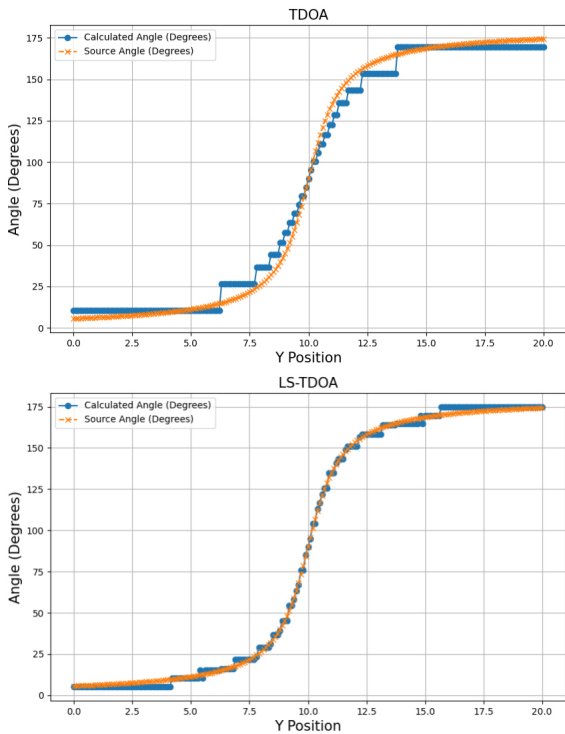 TDOA
Calculated Angle (Degrees)
Source Angle (Degrees)
Angle (Degrees)
175
150
125
100
75
50
25
0
0.0 2.5 5.0 7.5 10.0 12.5 15.0 17.5 20.0
Y Position
LS-TDOA
Calculated Angle (Degrees)
Source Angle (Degrees)
Angle (Degrees)
175
150
125
100
75
50
25
0
0.0 2.5 5.0 7.5 10.0 12.5 15.0 17.5 20.0
Y Position